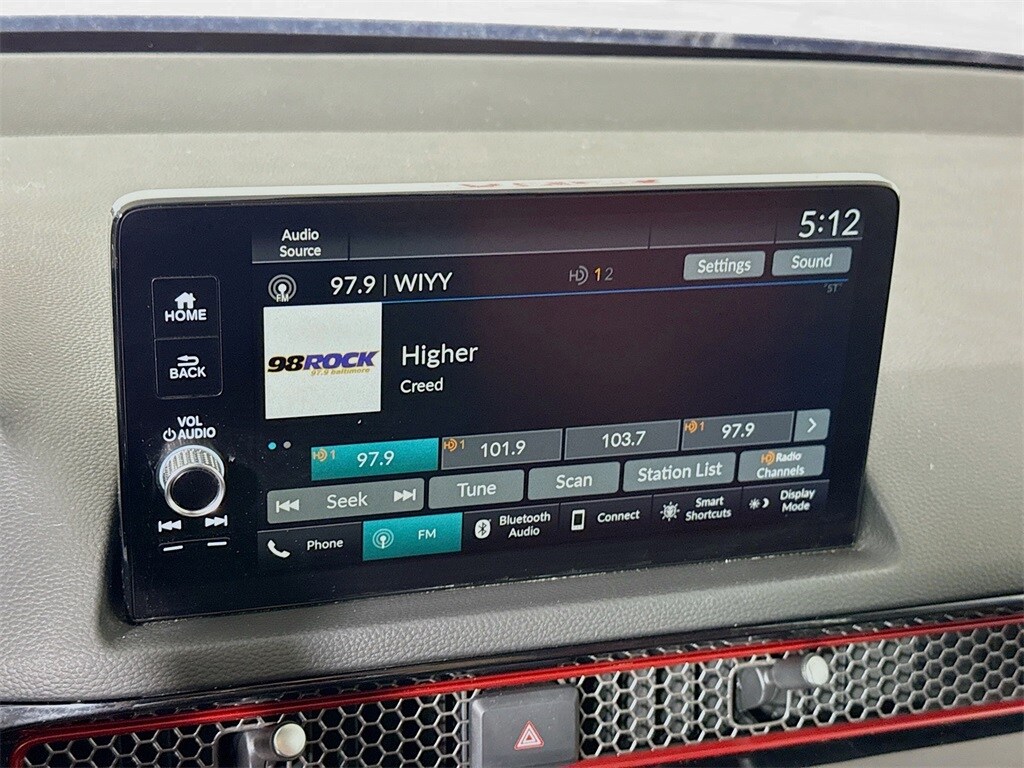 Audio
Source
5:12
97.9 | WIYY
HD 1 2
Settings
Sound
FM
"ST"
HOME
BACK
98ROCK
97.9 baltimore
Higher
Creed
VOL
AUDIO
HD 1 97.9
HD 1 101.9
103.7
HD 1 97.9
Seek
Tune
Scan
Station List
HD Radio
Channels
Phone
FM
Bluetooth
Audio
Connect
Smart
Shortcuts
Display
Mode